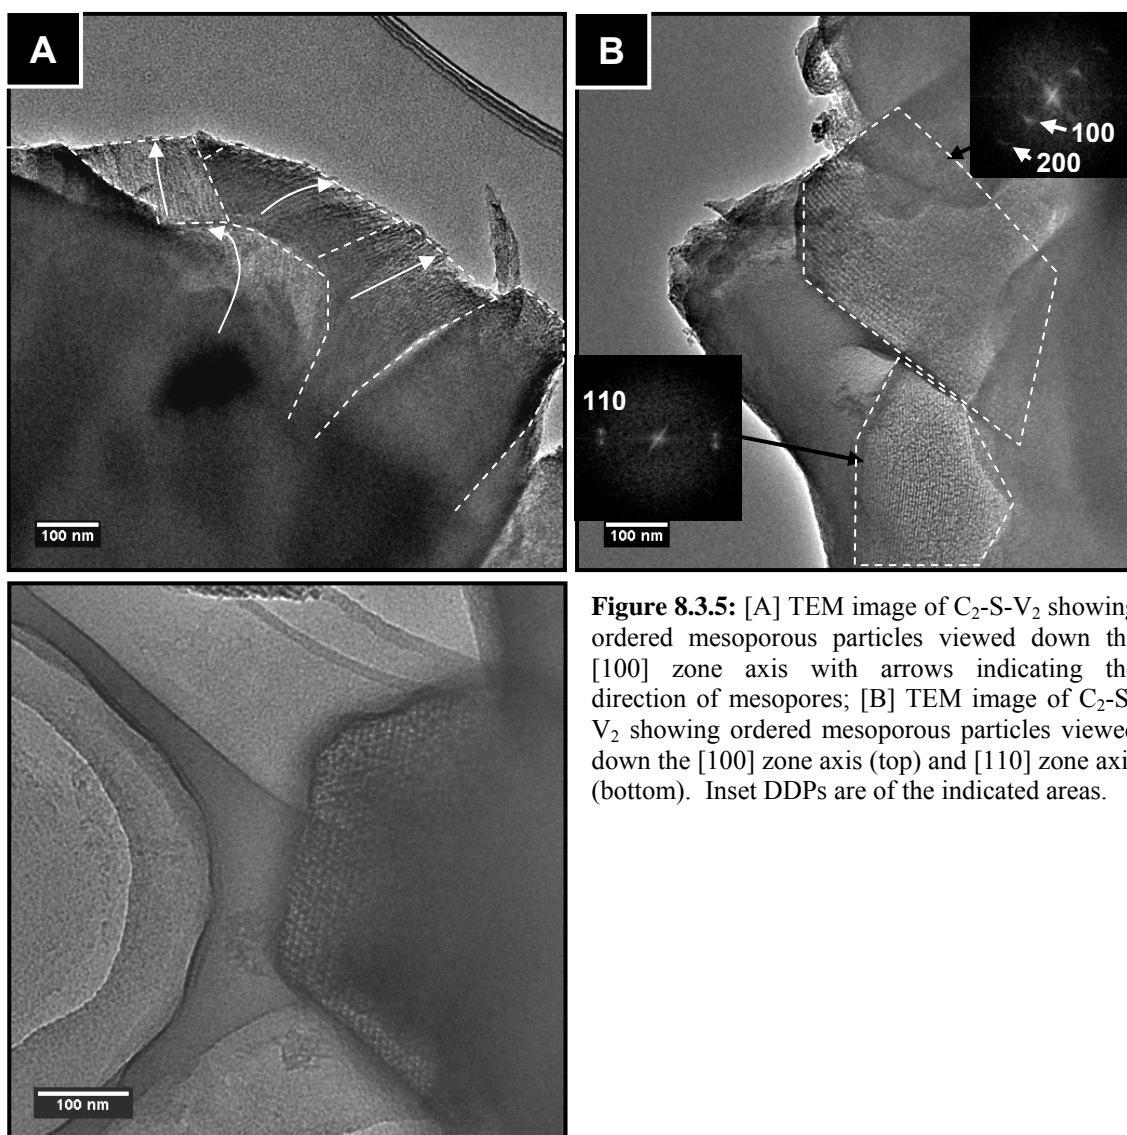 A
B
100
200
110
100 nm
100 nm
Figure 8.3.5: [A] TEM image of C₂-S-V₂ showing
ordered mesoporous particles viewed down th
[100] zone axis with arrows indicating th
direction of mesopores; [B] TEM image of C₂-S
V₂ showing ordered mesoporous particles viewed
down the [100] zone axis (top) and [110] zone axi
(bottom). Inset DDPs are of the indicated areas.
100 nm